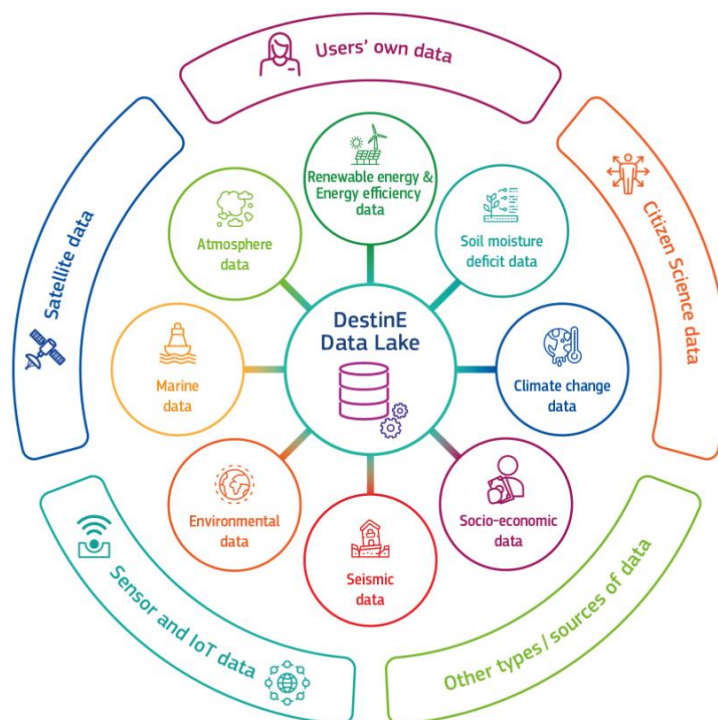 Users' own data
Satellite data
Citizen Science data
Renewable energy &
Energy efficiency
data
Atmosphere
data
Soil moisture
deficit data
DestinE
Data Lake
Marine
data
Climate change
data
Environmental
data
Socio-economic
data
Seismic
data
Sensor and IoT data
Other types/sources of data